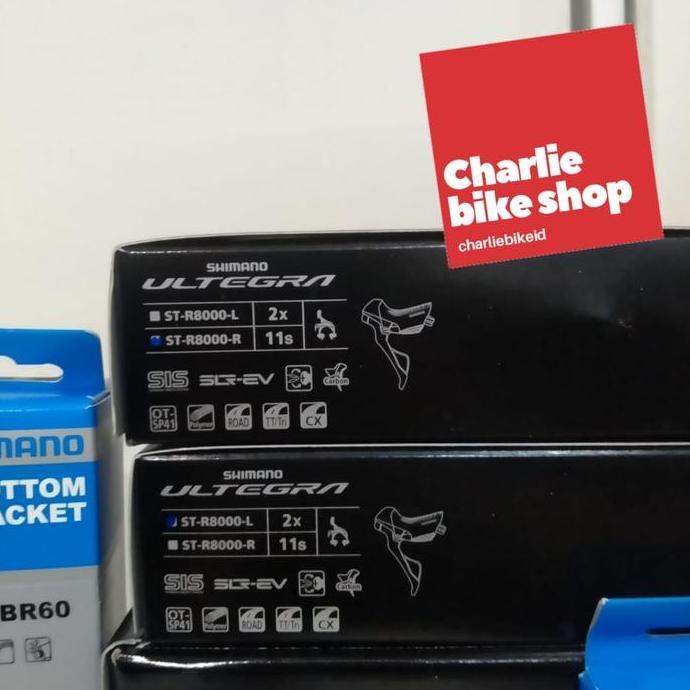 Charlie
bike shop
charliebikeid
SHIMANO
ULTEGRA
ST-R8000-L 2x
ST-R8000-R 11s
SIS SLR-EV Carbon
OT-SP41 Polymer ROAD TT/Tri CX
SHIMANO
ULTEGRA
ST-R8000-L 2x
ST-R8000-R 11s
SIS SLR-EV Carbon
OT-SP41 Polymer ROAD TT/Tri CX
MANO
TTOM
ACKET
BR60